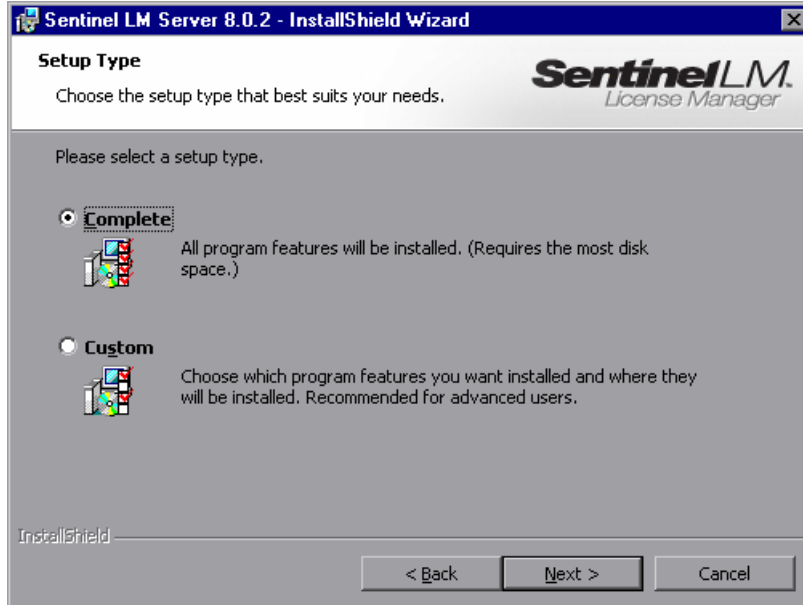 Sentinel LM Server 8.0.2 - InstallShield Wizard
Setup Type
Choose the setup type that best suits your needs.
SentinelLM.
License Manager
Please select a setup type.
Complete
All program features will be installed. (Requires the most disk
space.)
Custom
Choose which program features you want installed and where they
will be installed. Recommended for advanced users.
InstallShield
< Back
Next >
Cancel